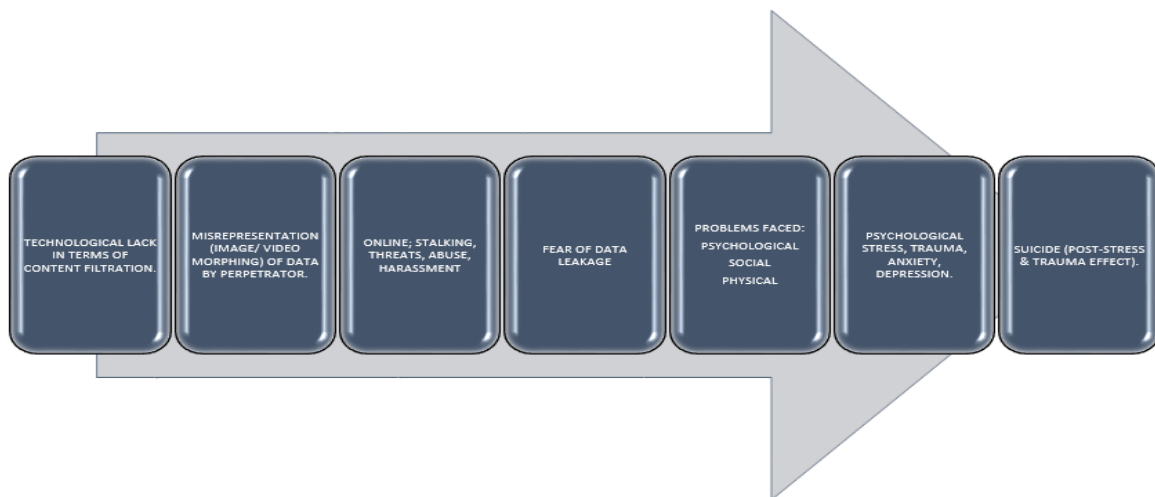 TECHNOLOGICAL LACK
IN TERMS OF
CONTENT FILTRATION.
MISREPRESENTATION
(IMAGE/ VIDEO
MORPHING) OF DATA
BY PERPETRATOR.
ONLINE; STALKING,
THREATS, ABUSE,
HARASSMENT
FEAR OF DATA
LEAKAGE
PROBLEMS FACED:
PSYCHOLOGICAL
SOCIAL
PHYSICAL
PSYCHOLOGICAL
STRESS, TRAUMA,
ANXIETY,
DEPRESSION.
SUICIDE (POST-STRESS
& TRAUMA EFFECT).